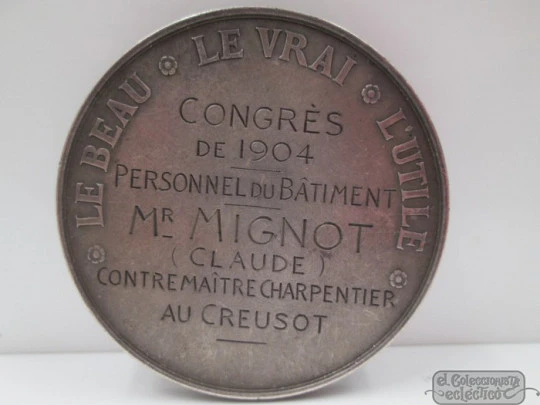 LE BEAU LE VRAI L'UTILE
CONGRÈS
DE 1904
PERSONNEL DU BÂTIMENT
MR MIGNOT
(CLAUDE)
CONTREMAÎTRE CHARPENTIER
AU CREUSOT
el Coleccionista
ecléctico